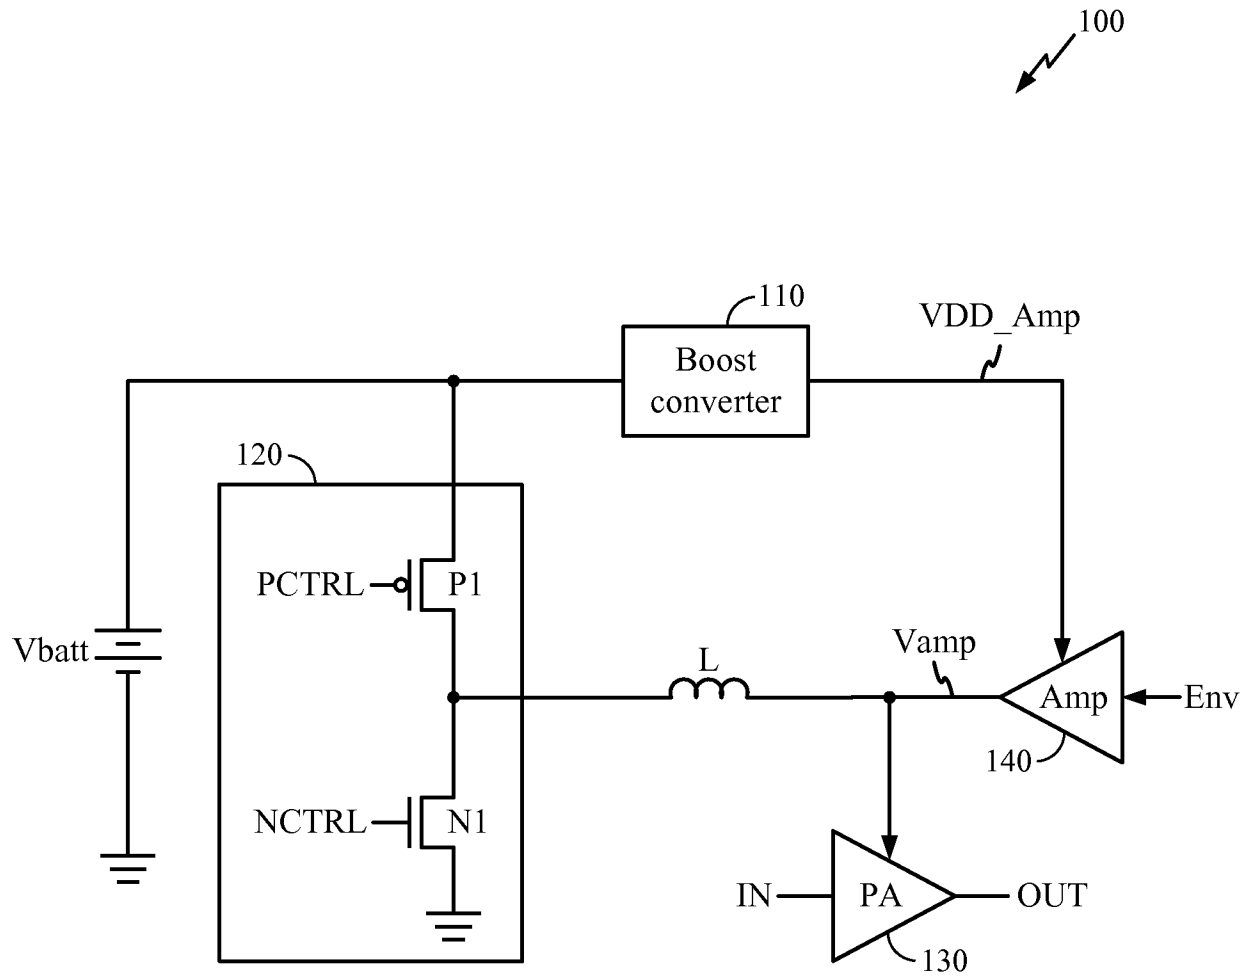 100
110
VDD_Amp
Boost
converter
120
PCTRL
P1
Vbatt
L
Vamp
Amp
Env
140
NCTRL
N1
IN
PA
OUT
130